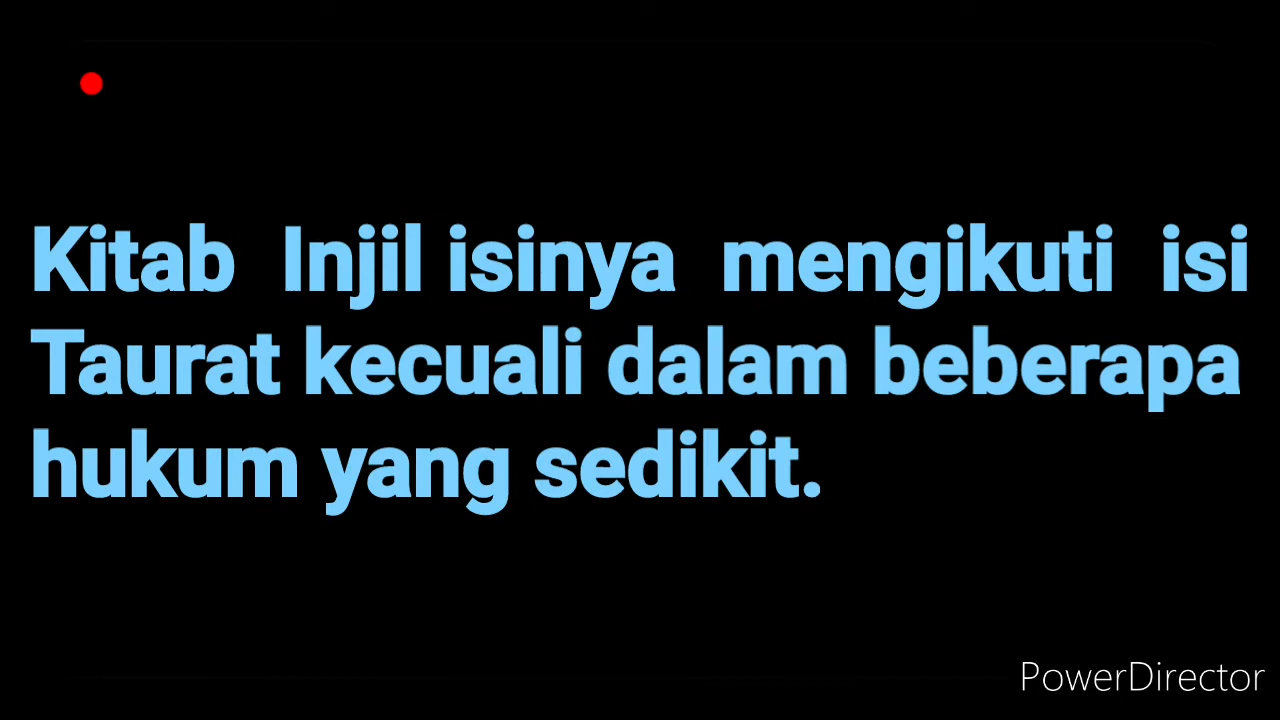 Kitab Injil isinya mengikuti isi
Taurat kecuali dalam beberapa
hukum yang sedikit.
PowerDirector